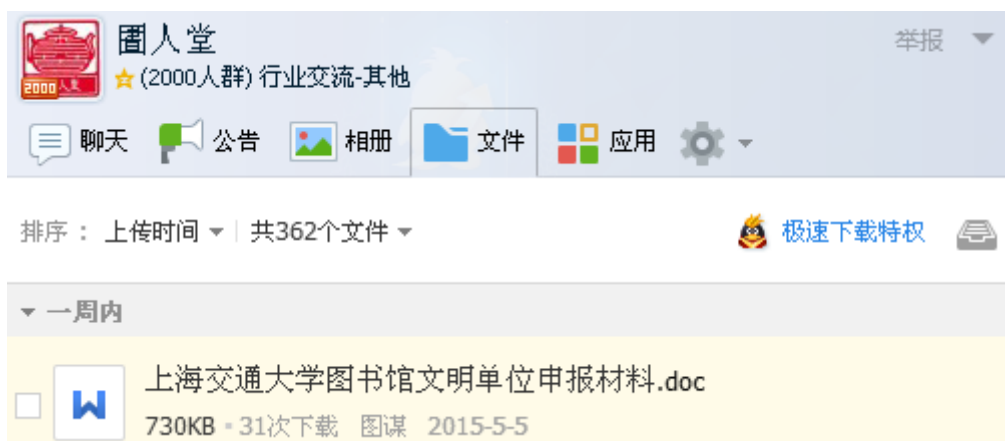 圕人堂
(2000人群) 行业交流-其他
举报
聊天 公告 相册 文件 应用
排序： 上传时间 共362个文件
极速下载特权
一周内
上海交通大学图书馆文明单位申报材料.doc
730KB 31次下载 图谋 2015-5-5